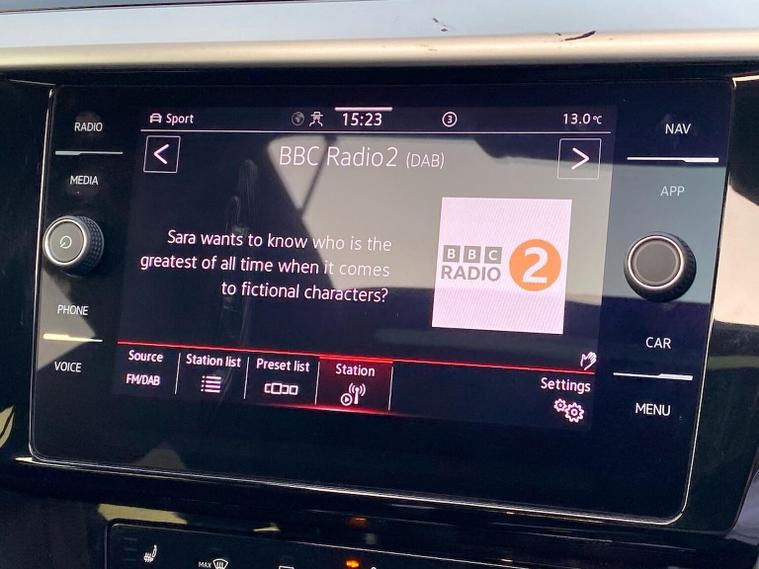 RADIO
MEDIA
PHONE
VOICE
Sport
15:23
3
13.0 °C
BBC Radio2 (DAB)
Sara wants to know who is the
greatest of all time when it comes
to fictional characters?
BBC
RADIO 2
Source
FM/DAB
Station list
Preset list
Station
Settings
NAV
APP
CAR
MENU
MAX